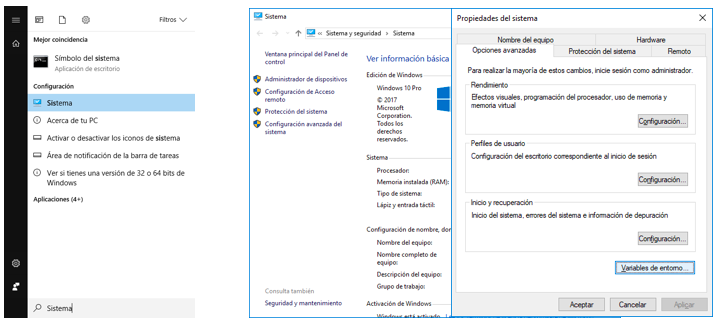 Filtros
Mejor coincidencia
Símbolo del sistema
Aplicación de escritorio
Configuración
Sistema
Acerca de tu PC
Activar o desactivar los iconos de sistema
Área de notificación de la barra de tareas
Ver si tienes una versión de 32 o 64 bits de
Windows
Aplicaciones (4+)
Sistema
Sistema
« Sistema y seguridad > Sistema
Ventana principal del Panel de
control
Administrador de dispositivos
Configuración de Acceso
remoto
Protección del sistema
Configuración avanzada del
sistema
Consulta también
Seguridad y mantenimiento
Ver información básica
Edición de Windows
Windows 10 Pro
© 2017
Microsoft
Corporation.
Todos los
derechos
reservados.
Sistema
Procesador:
Memoria instalada (RAM):
Tipo de sistema:
Lápiz y entrada táctil:
Configuración de nombre, dom
Nombre del equipo:
Nombre completo de
equipo:
Descripción del equipo:
Grupo de trabajo:
Activación de Windows
Windows está activado
Propiedades del sistema
Nombre del equipo Hardware
Opciones avanzadas Protección del sistema Remoto
Para realizar la mayoría de estos cambios, inicie sesión como administrador.
Rendimiento
Efectos visuales, programación del procesador, uso de memoria y
memoria virtual
Configuración...
Perfiles de usuario
Configuración del escritorio correspondiente al inicio de sesión
Configuración...
Inicio y recuperación
Inicio del sistema, errores del sistema e información de depuración
Configuración...
Variables de entorno...
Aceptar Cancelar Aplicar